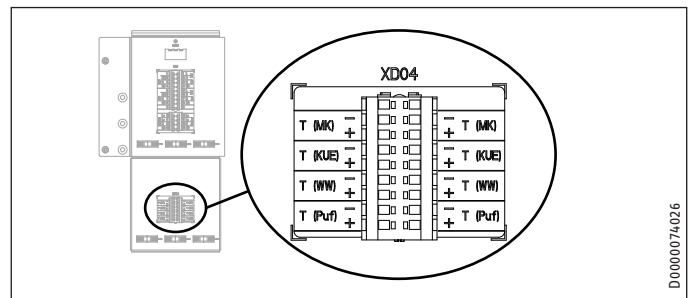 XD04
T (MK) - + - + T (MK)
T (KUE) - + - + T (KUE)
T (WW) - + - + T (WW)
T (Puf) - + - + T (Puf)
D0000074026